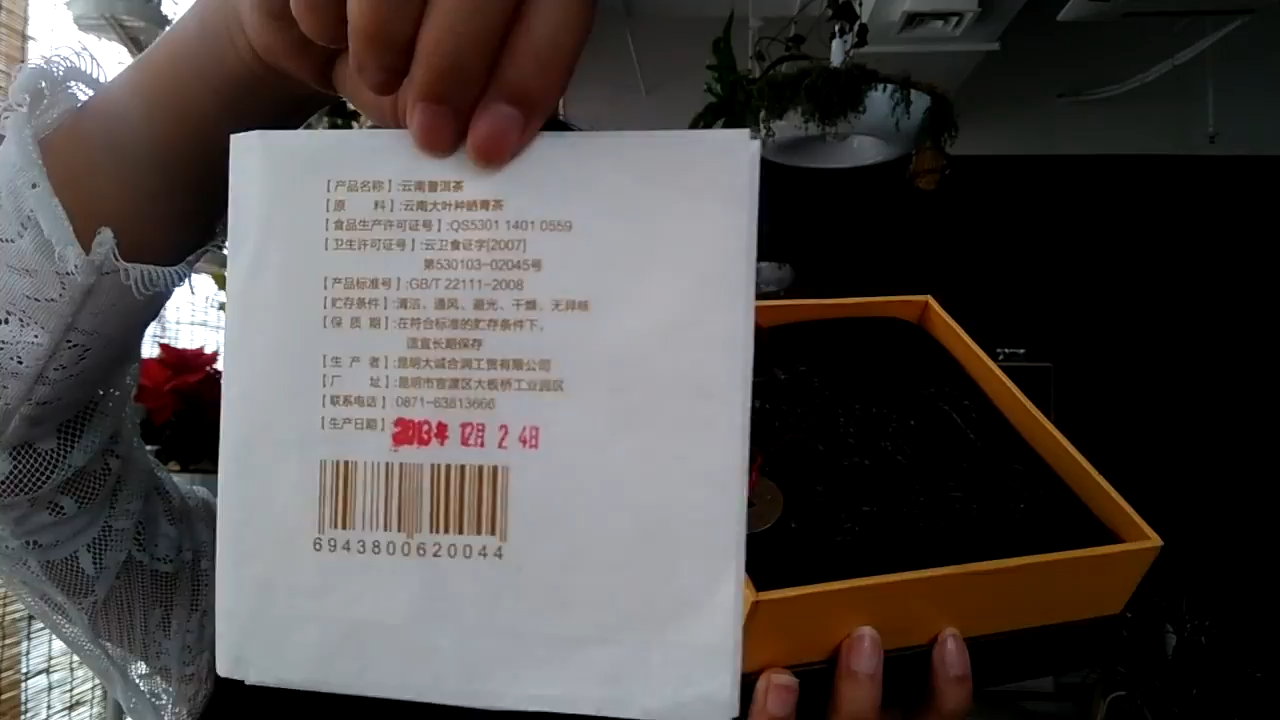 【产品名称】:云南普洱茶
【原 料】:云南大叶种晒青茶
【食品生产许可证号】:QS5301 1401 0559
【卫生许可证号】:云卫食证字[2007]
第530103-02045号
【产品标准号】:GB/T 22111-2008
【贮存条件】:清洁、通风、避光、干燥、无异味
【保 质 期】:在符合标准的贮存条件下,
适宜长期保存
【生 产 者】:昆明大诚合润工贸有限公司
【厂 址】:昆明市官渡区大板桥工业园区
【联系电话】:0871-63813666
【生产日期】:2013年 12月 2 4日
6943800620044